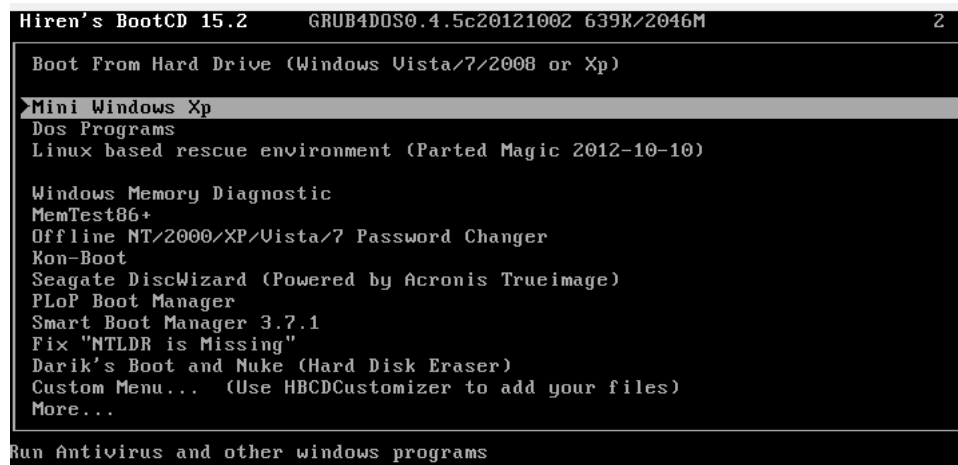 Hiren's BootCD 15.2 GRUB4DOS0.4.5c20121002 639K/2046M 2
Boot From Hard Drive (Windows Vista/7/2008 or Xp)
Mini Windows Xp
Dos Programs
Linux based rescue environment (Parted Magic 2012-10-10)
Windows Memory Diagnostic
MemTest86+
Offline NT/2000/XP/Vista/7 Password Changer
Kon-Boot
Seagate DiscWizard (Powered by Acronis Trueimage)
PLoP Boot Manager
Smart Boot Manager 3.7.1
Fix "NTLDR is Missing"
Darik's Boot and Nuke (Hard Disk Eraser)
Custom Menu... (Use HBCDCustomizer to add your files)
More...
Run Antivirus and other windows programs